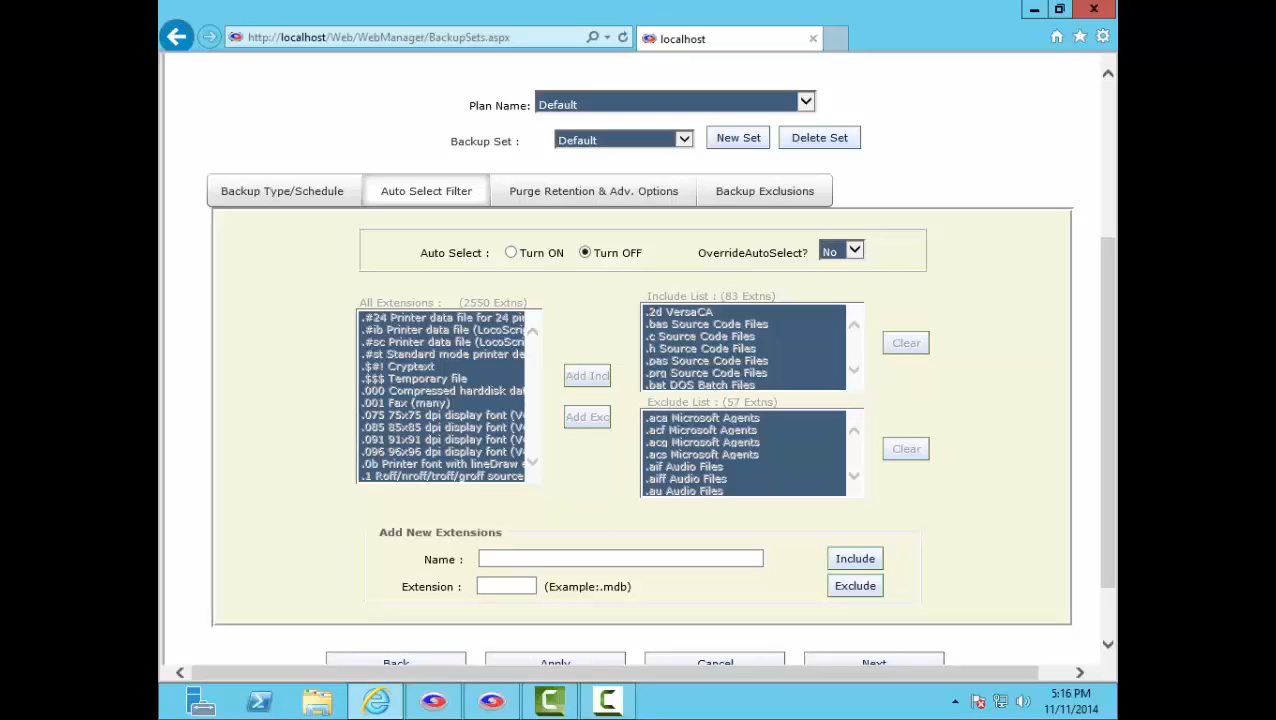 http://localhost/Web/WebManager/BackupSets.aspx
localhost
Plan Name: Default
Backup Set : Default New Set Delete Set
Backup Type/Schedule Auto Select Filter Purge Retention & Adv. Options Backup Exclusions
Auto Select : Turn ON Turn OFF OverrideAutoSelect? No
All Extensions : (2550 Extns)
.#24 Printer data file for 24 pin
.#ib Printer data file (LocoScri
.#sc Printer data file (LocoScri
.#st Standard mode printer de
.$#! Cryptext
.$$$ Temporary file
.000 Compressed harddisk dat
.001 Fax (many)
.075 75x75 dpi display font (V
.085 85x85 dpi display font (V
.091 91x91 dpi display font (V
.096 96x96 dpi display font (V
.0b Printer font with lineDraw e
.1 Roff/nroff/troff/groff source
Add Incl
Add Exc
Include List : (83 Extns)
.2d VersaCA
.bas Source Code Files
.c Source Code Files
.h Source Code Files
.pas Source Code Files
.prg Source Code Files
.bat DOS Batch Files
Clear
Exclude List : (57 Extns)
.aca Microsoft Agents
.acf Microsoft Agents
.acg Microsoft Agents
.acs Microsoft Agents
.aif Audio Files
.aiff Audio Files
.au Audio Files
Clear
Add New Extensions
Name : Include
Extension : (Example:.mdb) Exclude
Back Apply Cancel Next
5:16 PM
11/11/2014